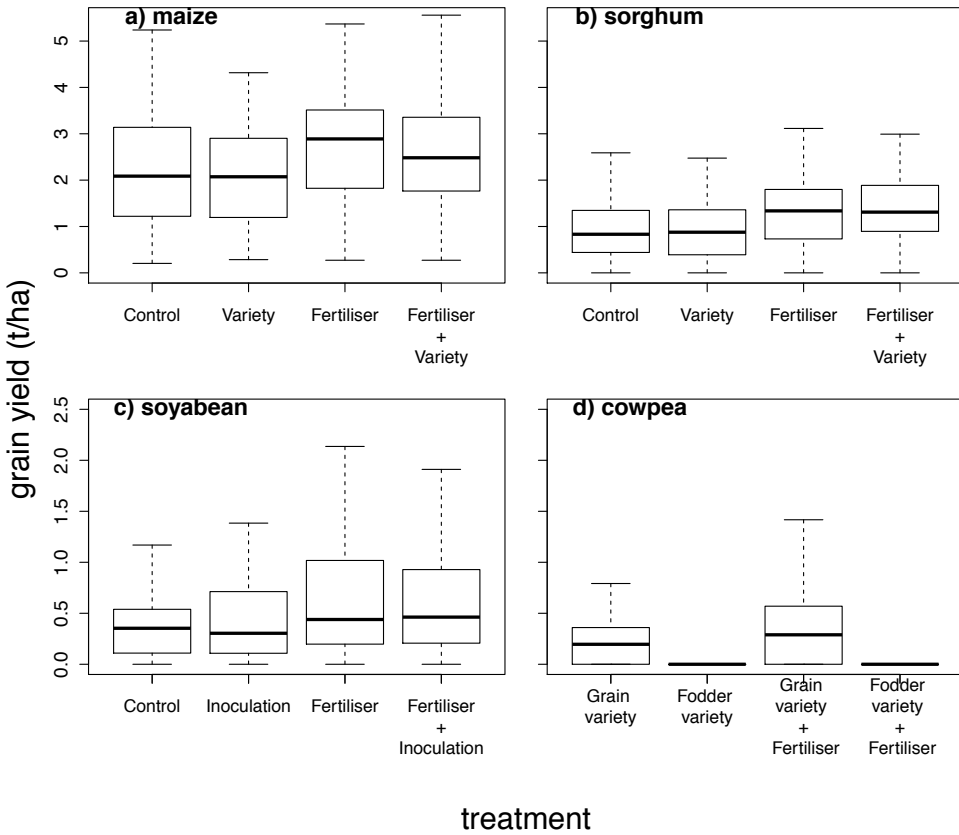 a) maize
b) sorghum
5
4
3
2
1
0
Control
Variety
Fertiliser
Fertiliser
+
Variety
Control
Variety
Fertiliser
Fertiliser
+
Variety
grain yield (t/ha)
c) soyabean
d) cowpea
2.5
2.0
1.5
1.0
0.5
0.0
Control
Inoculation
Fertiliser
Fertiliser
+
Inoculation
Grain
variety
Fodder
variety
Grain
variety
+
Fertiliser
Fodder
variety
+
Fertiliser
treatment